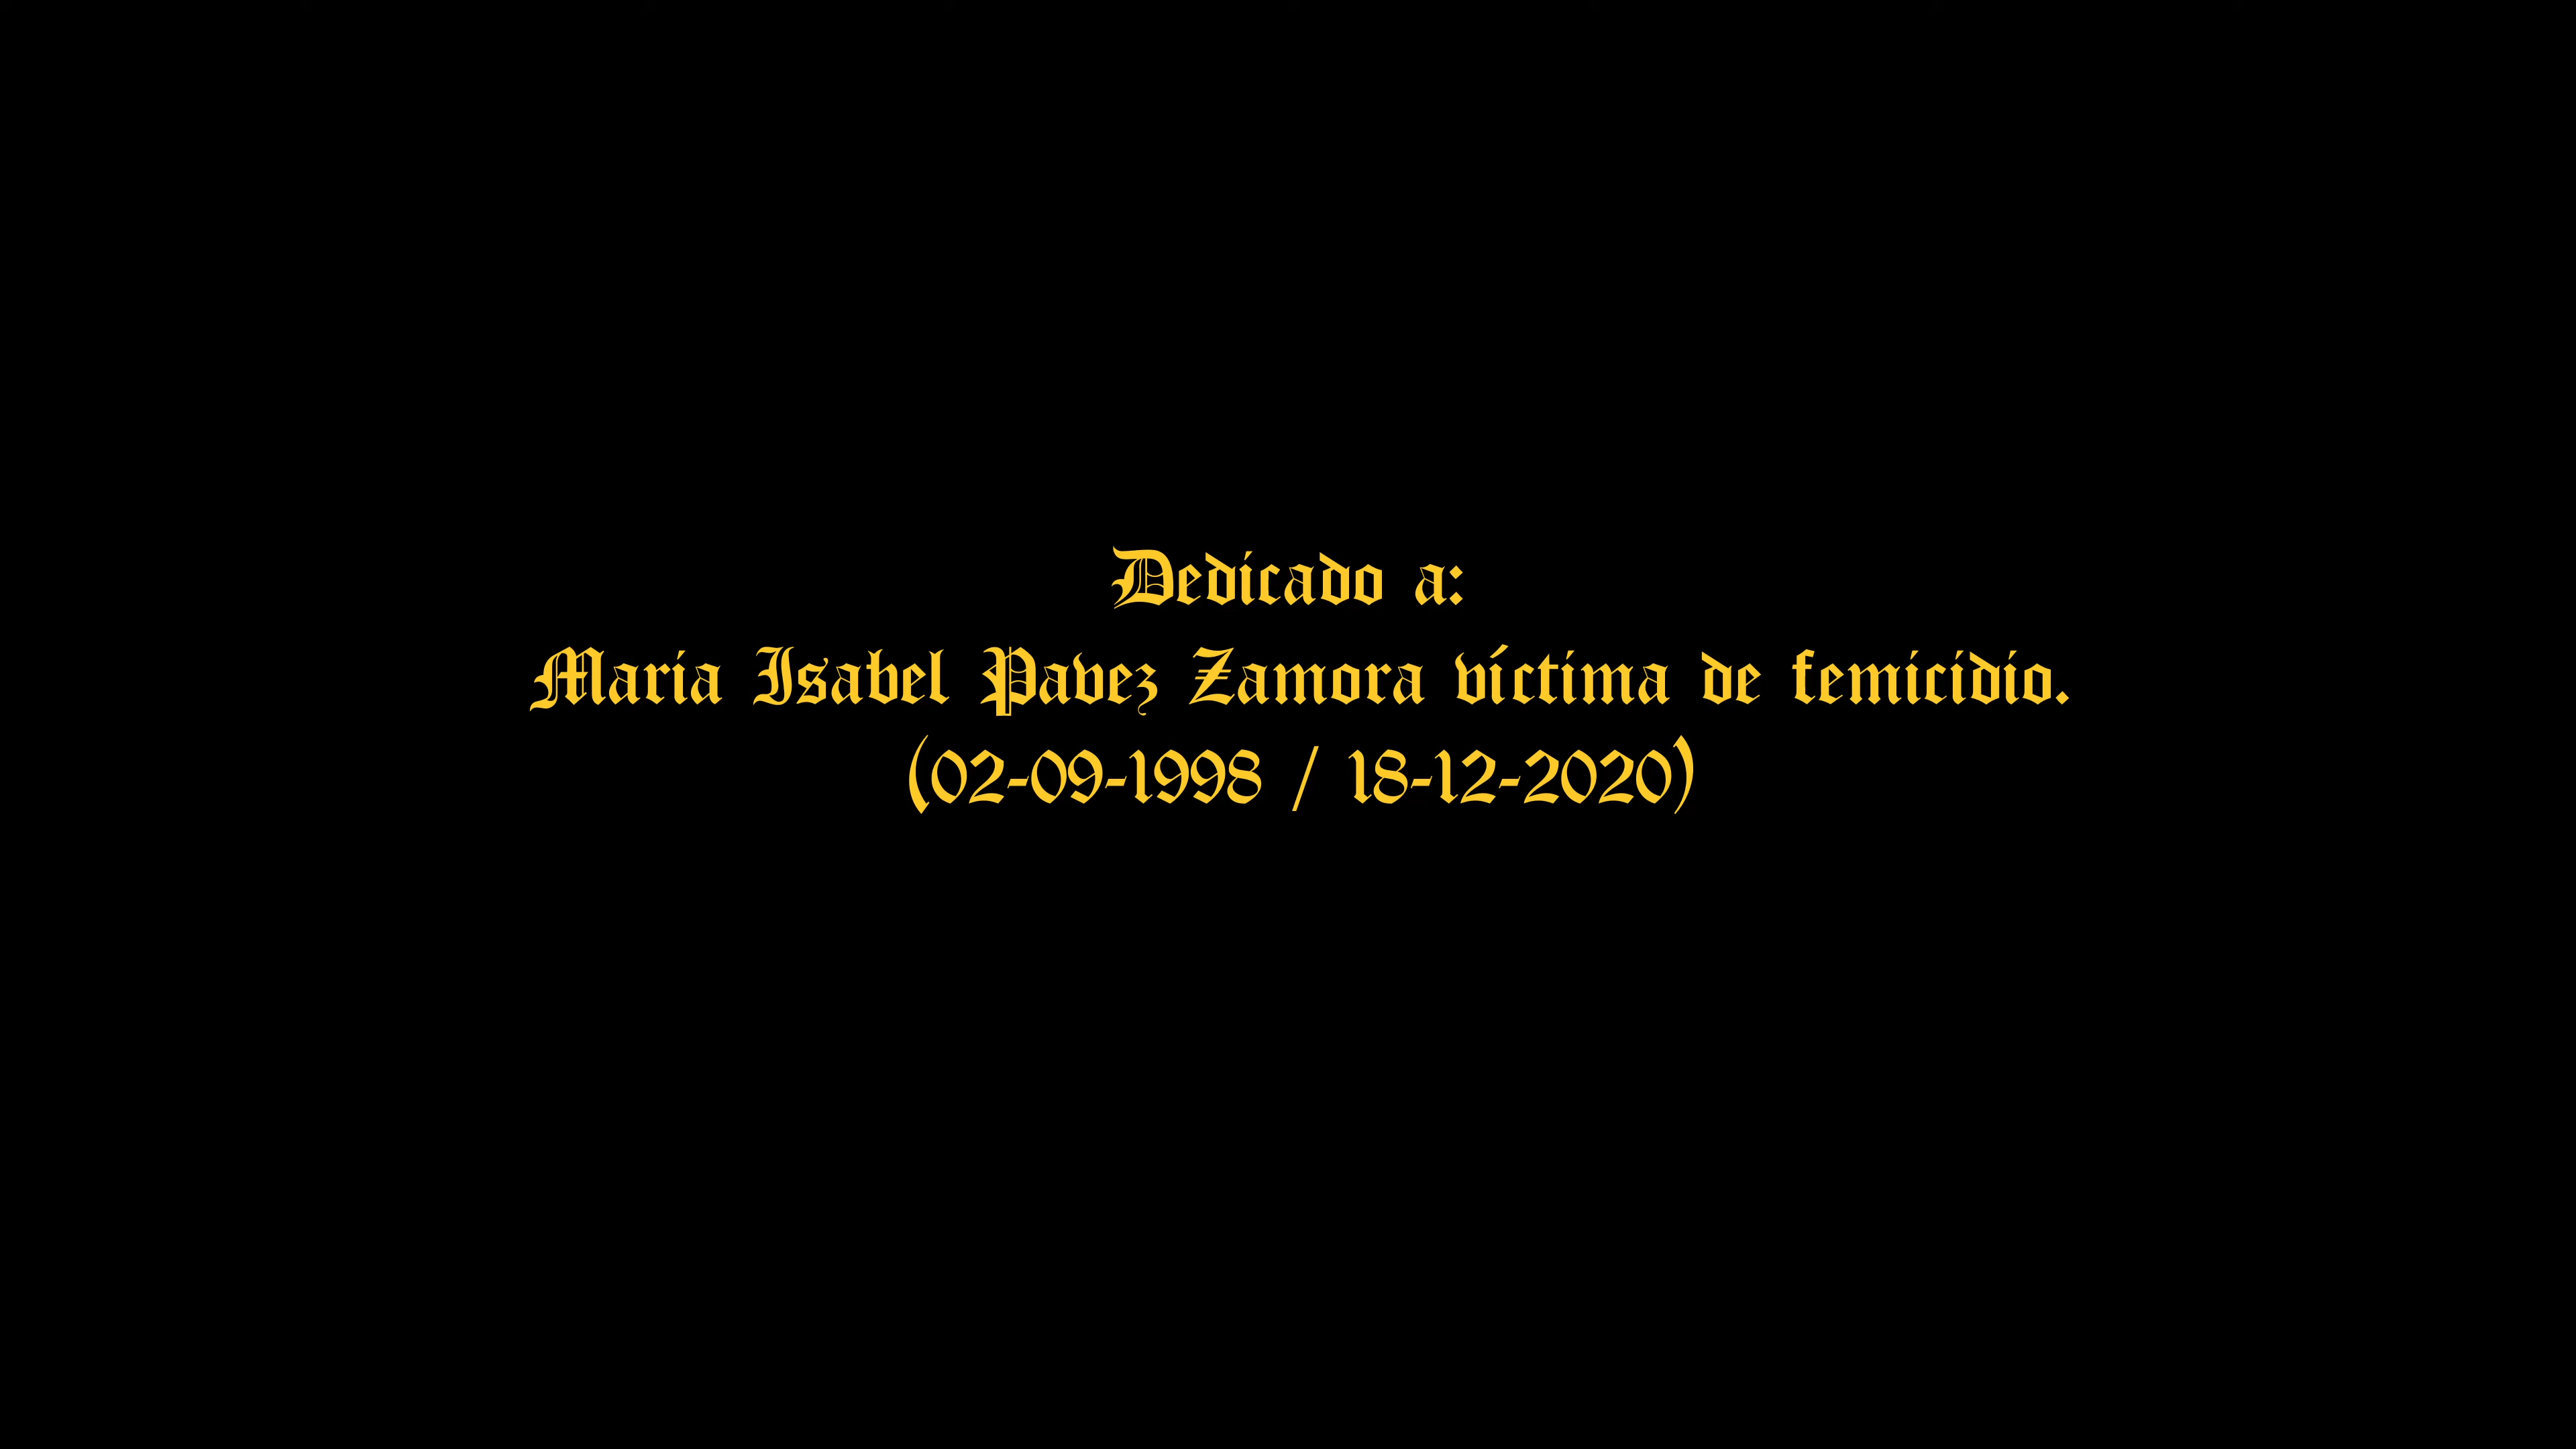 Dedicado a:
Maria Isabel Pavez Zamora víctima de femicidio.
(02-09-1998 / 18-12-2020)